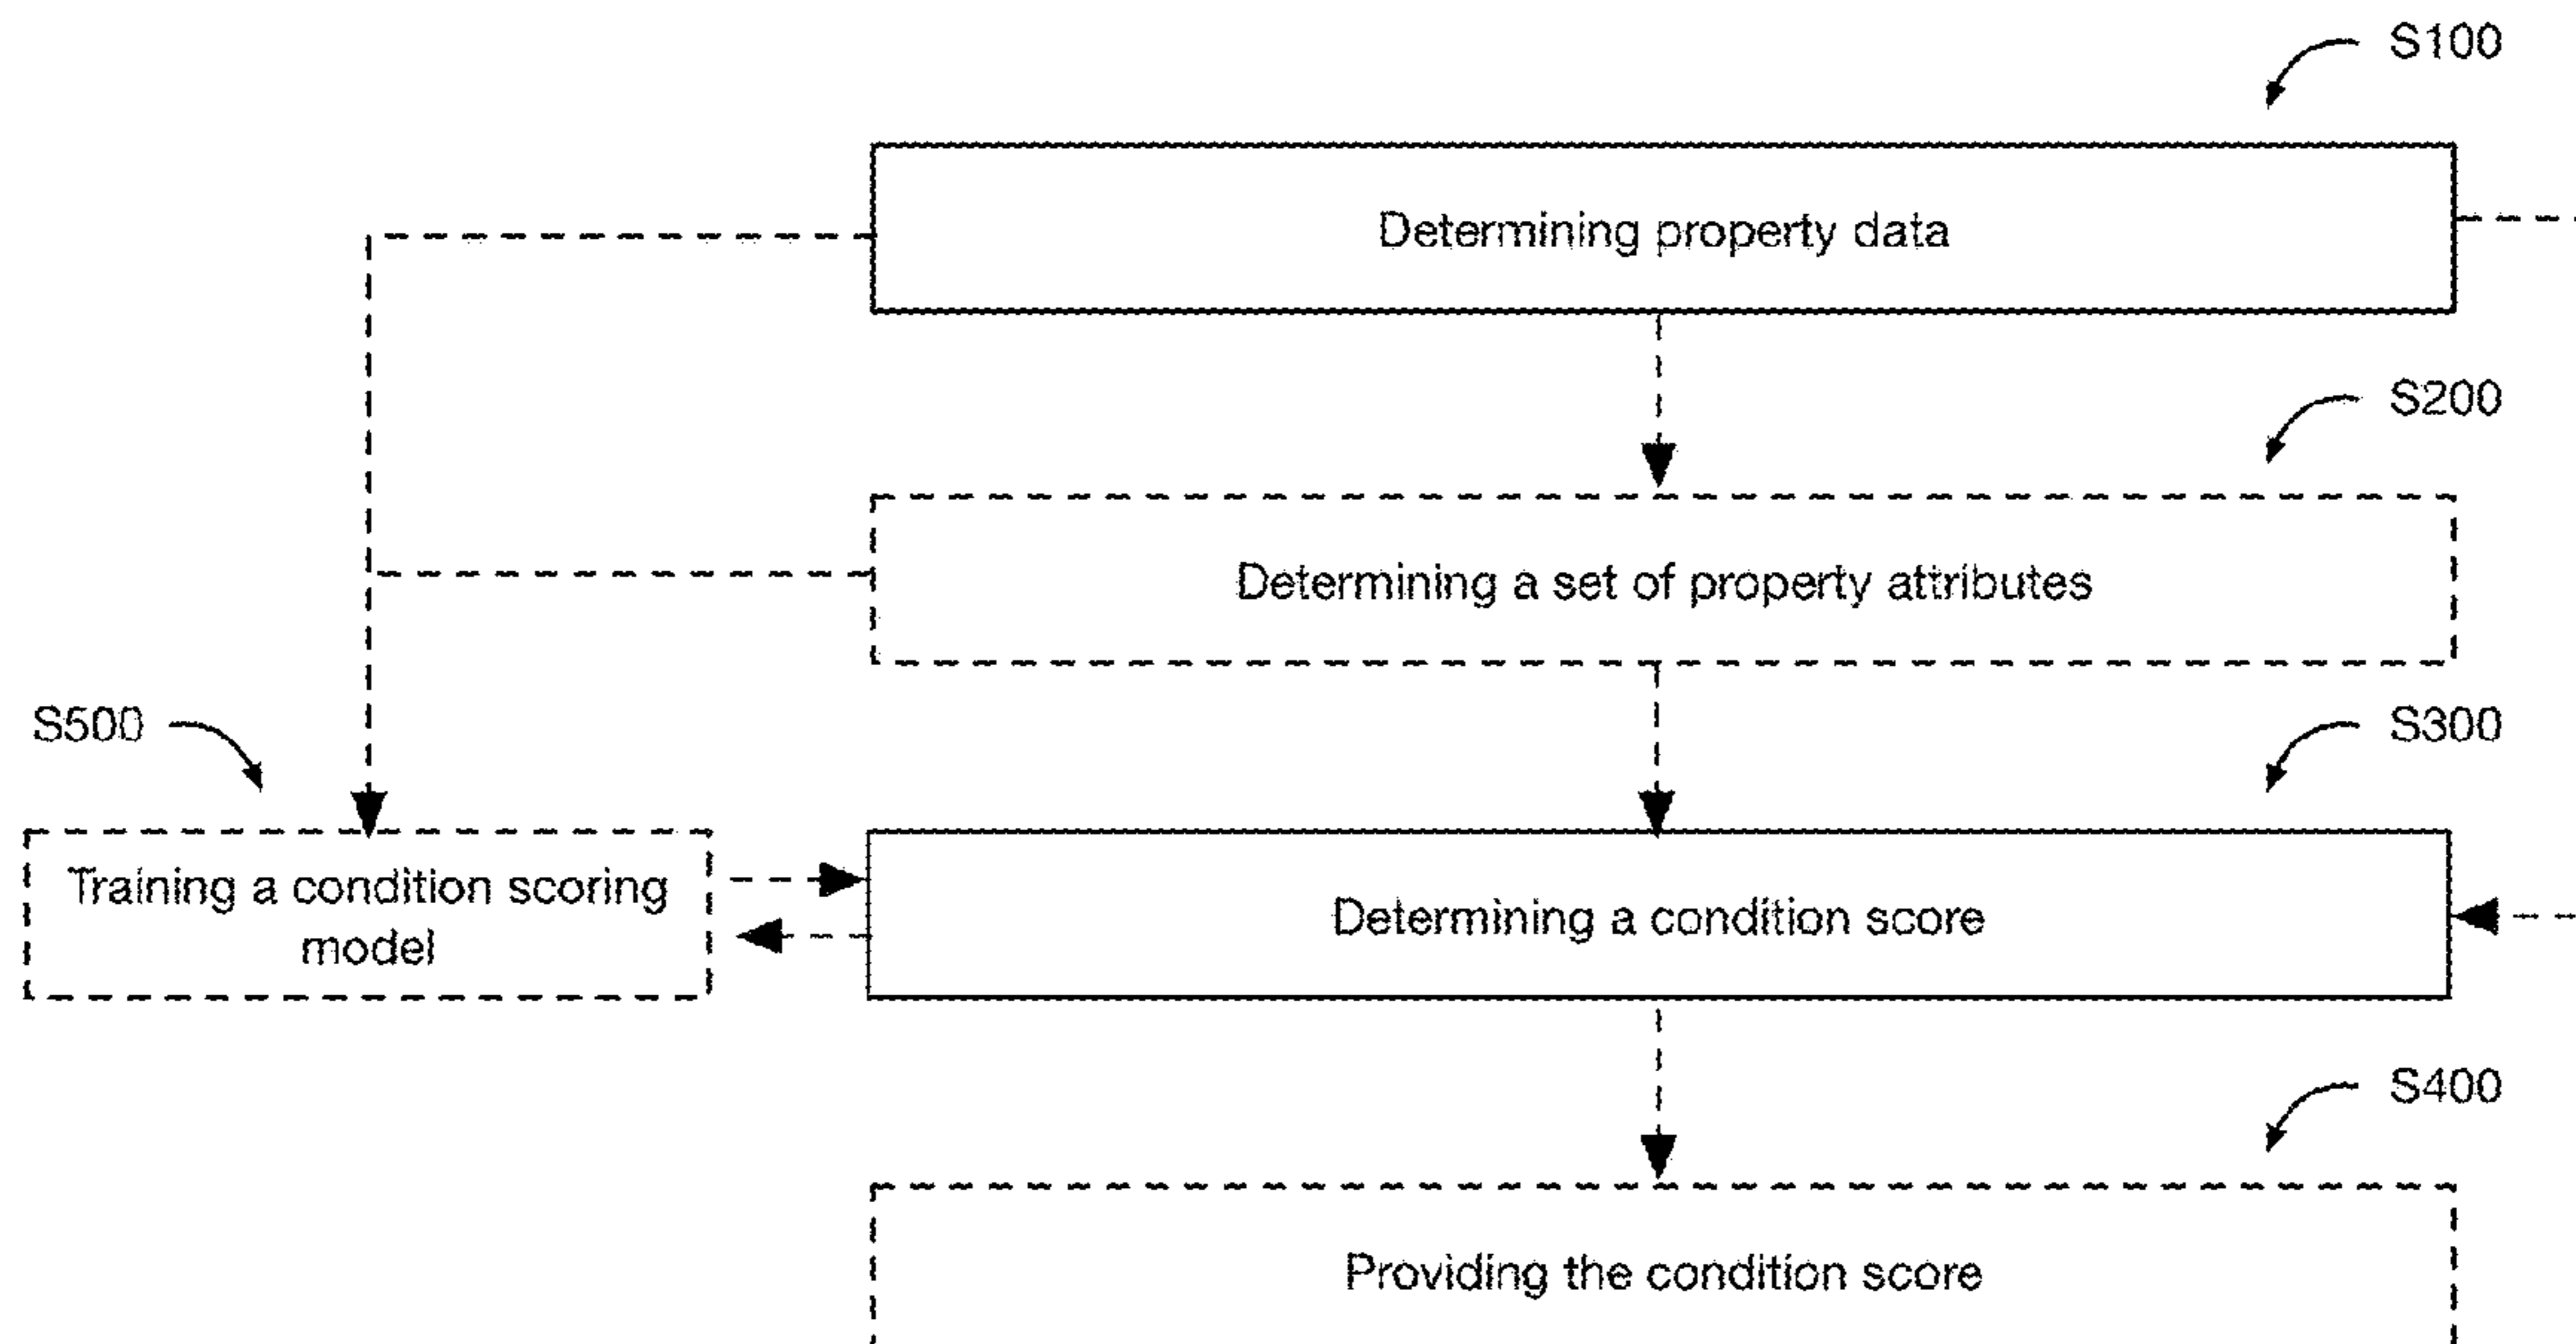 S100
Determining property data
S200
Determining a set of property attributes
S500
S300
Training a condition scoring
model
Determining a condition score
S400
Providing the condition score